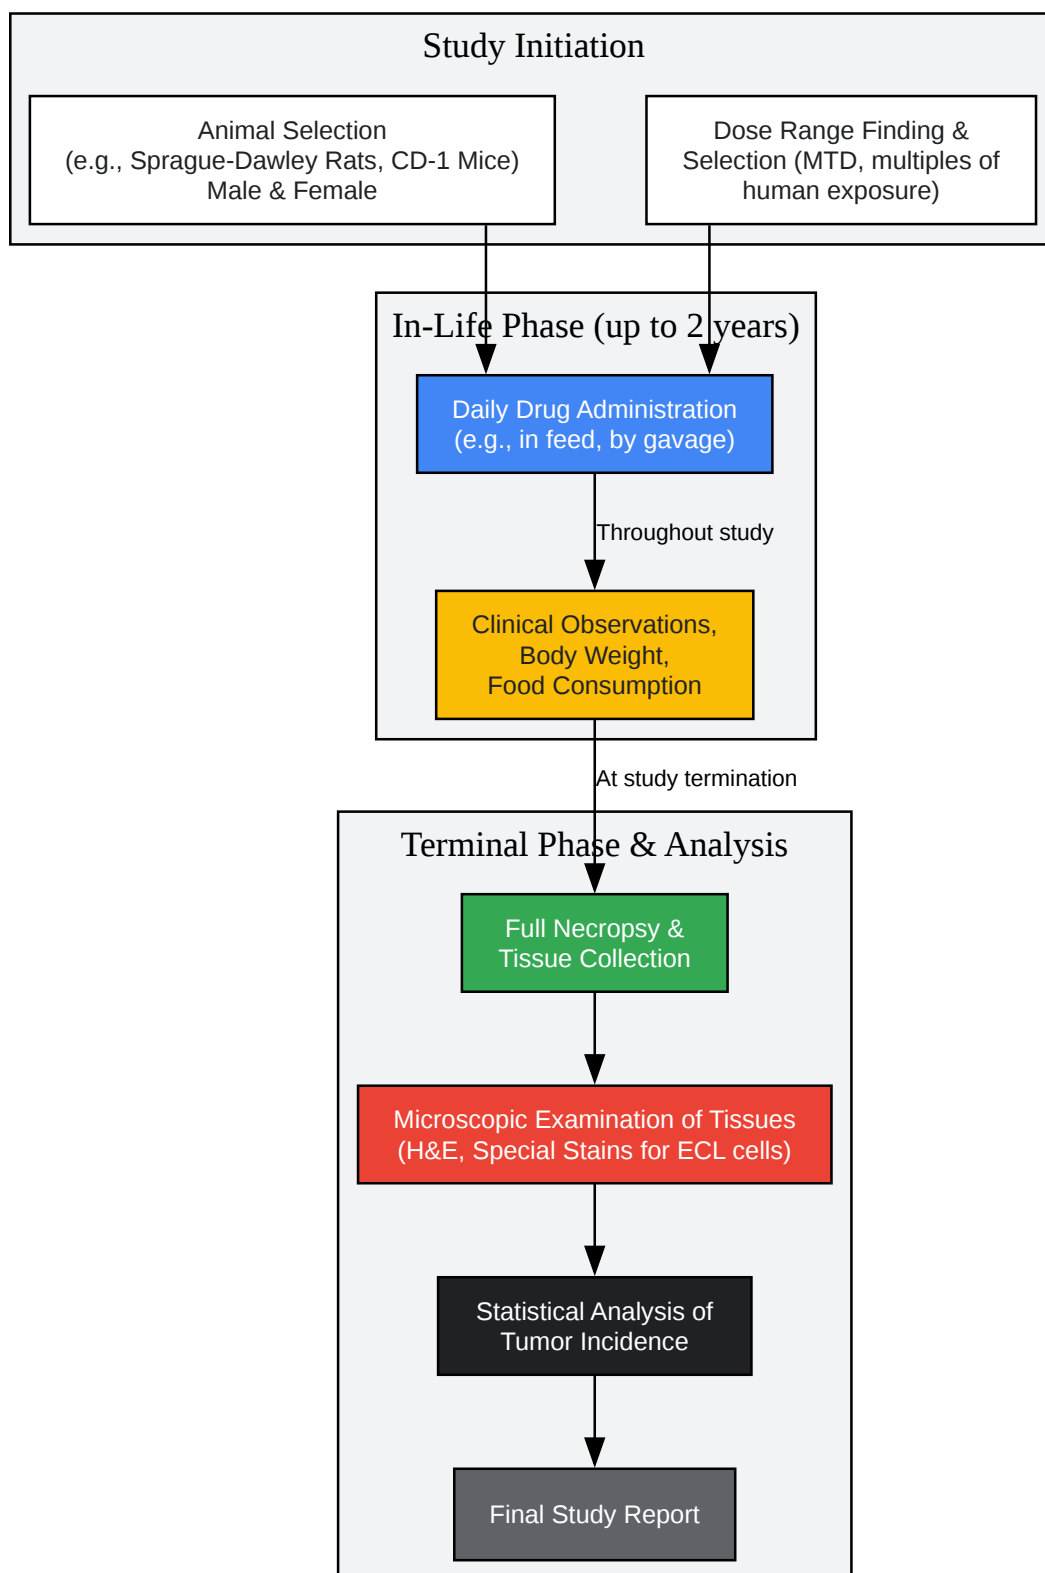 Study Initiation
Animal Selection
(e.g., Sprague-Dawley Rats, CD-1 Mice)
Male & Female
Dose Range Finding &
Selection (MTD, multiples of
human exposure)
In-Life Phase (up to 2 years)
Daily Drug Administration
(e.g., in feed, by gavage)
Throughout study
Clinical Observations,
Body Weight,
Food Consumption
At study termination
Terminal Phase & Analysis
Full Necropsy &
Tissue Collection
Microscopic Examination of Tissues
(H&E, Special Stains for ECL cells)
Statistical Analysis of
Tumor Incidence
Final Study Report